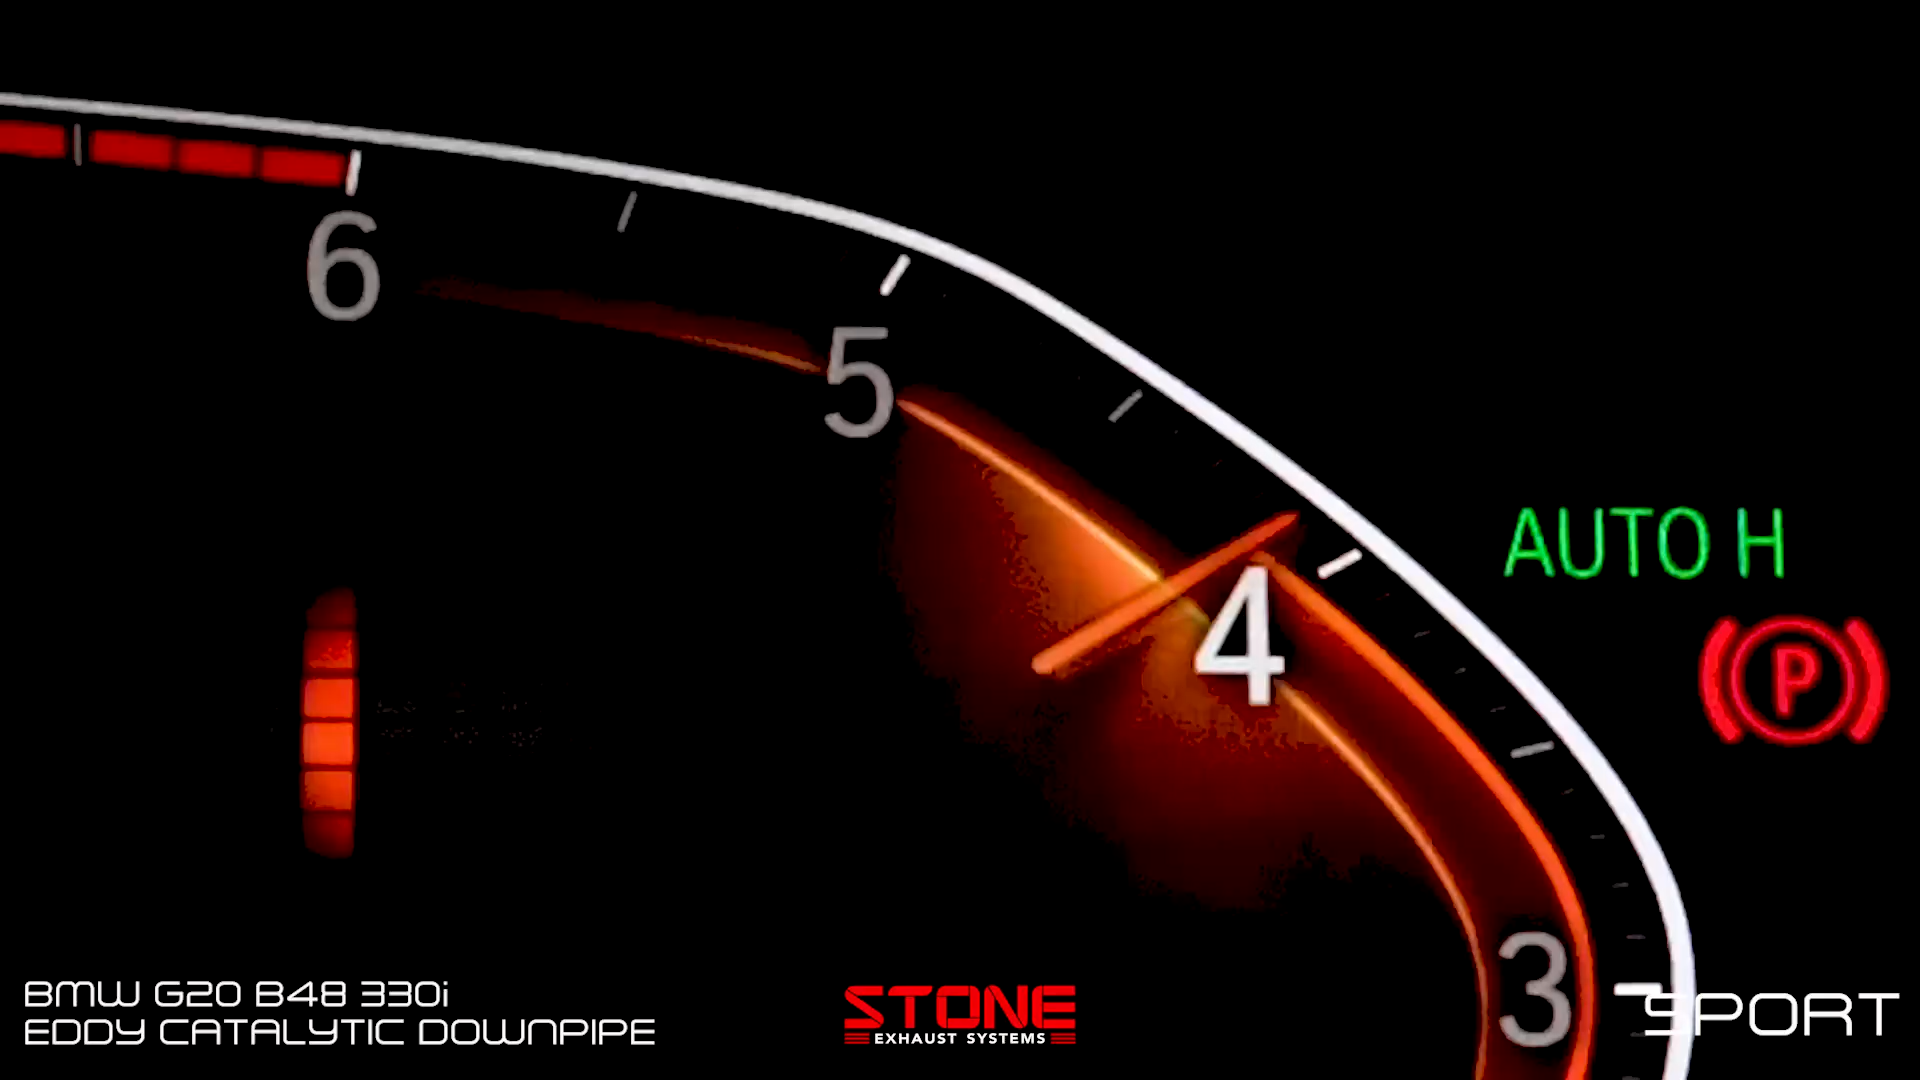 6
5
4
3
AUTO H
P
BMW G20 B48 330i
EDDY CATALYTIC DOWNPIPE
STONE
EXHAUST SYSTEMS
SPORT